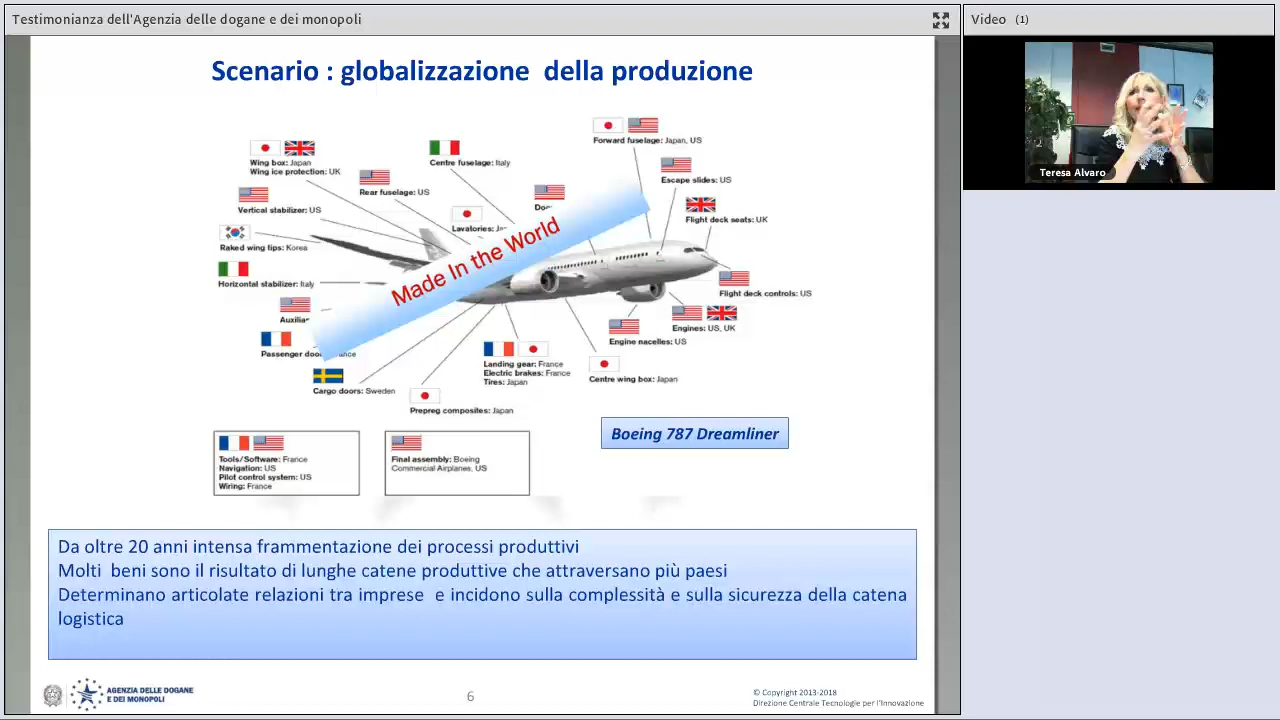 Testimonianza dell'Agenzia delle dogane e dei monopoli
Video (1)
Teresa Alvaro
Scenario : globalizzazione della produzione
Forward fuselage: Japan, US
Wing box: Japan
Wing ice protection: UK
Centre fuselage: Italy
Escape slides: US
Rear fuselage: US
Vertical stabilizer: US
Flight deck seats: UK
Lavatories:
Raked wing tips: Korea
Made In the World
Horizontal stabilizer: Italy
Flight deck controls: US
Engines: US, UK
Engine nacelles: US
Passenger
Landing gear: France
Electric brakes: France
Tires: Japan
Centre wing box: Japan
Cargo doors: Sweden
Prepreg composites: Japan
Boeing 787 Dreamliner
Tools/Software: France
Navigation: US
Pilot control system: US
Wiring: France
Final assembly: Boeing
Commercial Airplanes, US
Da oltre 20 anni intensa frammentazione dei processi produttivi
Molti beni sono il risultato di lunghe catene produttive che attraversano più paesi
Determinano articolate relazioni tra imprese e incidono sulla complessità e sulla sicurezza della catena
logistica
AGENZIA DELLE DOGANE
E DEI MONOPOLI
6
© Copyright 2013-2018
Direzione Centrale Tecnologie per l'Innovazione